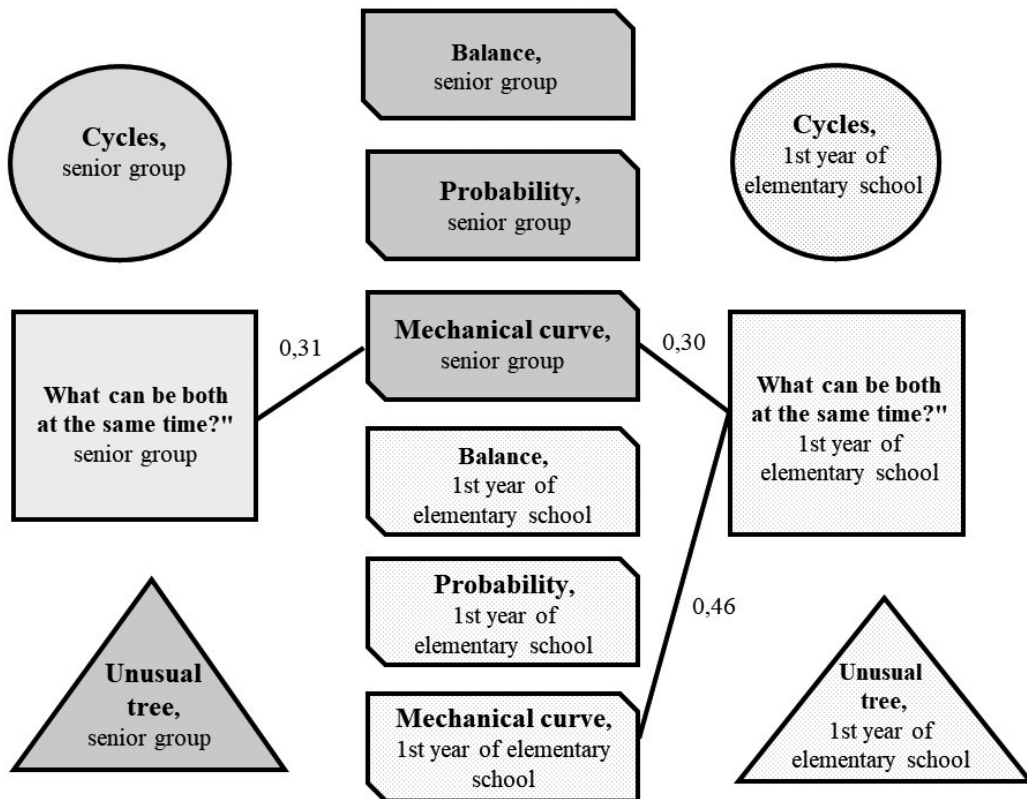 Balance,
senior group
Cycles,
senior group
Cycles,
1st year of
elementary school
Probability,
senior group
Mechanical curve,
senior group
0,31
0,30
What can be both
at the same time?"
senior group
What can be both
at the same time?"
1st year of
elementary school
Balance,
1st year of
elementary school
Probability,
1st year of
elementary school
0,46
Unusual
tree,
senior group
Mechanical curve,
1st year of elementary
school
Unusual
tree,
1st year of
elementary school